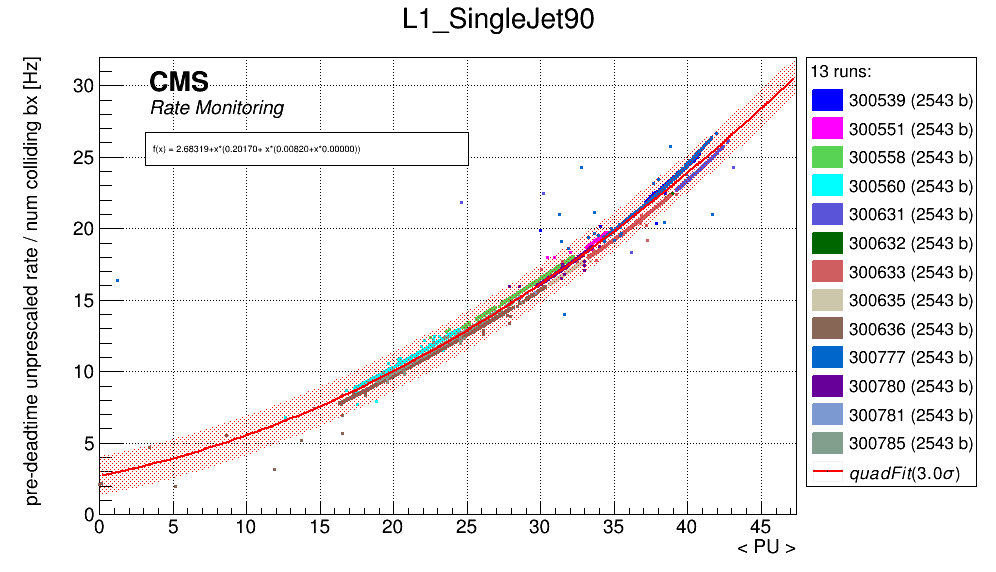 L1_SingleJet90
pre-deadtime unprescaled rate / num colliding bx [Hz]
CMS
Rate Monitoring
f(x) = 2.68319+x*(0.20170+ x*(0.00820+x*0.00000))
30
25
20
15
10
5
0
0 5 10 15 20 25 30 35 40 45
< PU >
13 runs:
300539 (2543 b)
300551 (2543 b)
300558 (2543 b)
300560 (2543 b)
300631 (2543 b)
300632 (2543 b)
300633 (2543 b)
300635 (2543 b)
300636 (2543 b)
300777 (2543 b)
300780 (2543 b)
300781 (2543 b)
300785 (2543 b)
quadFit(3.0σ)